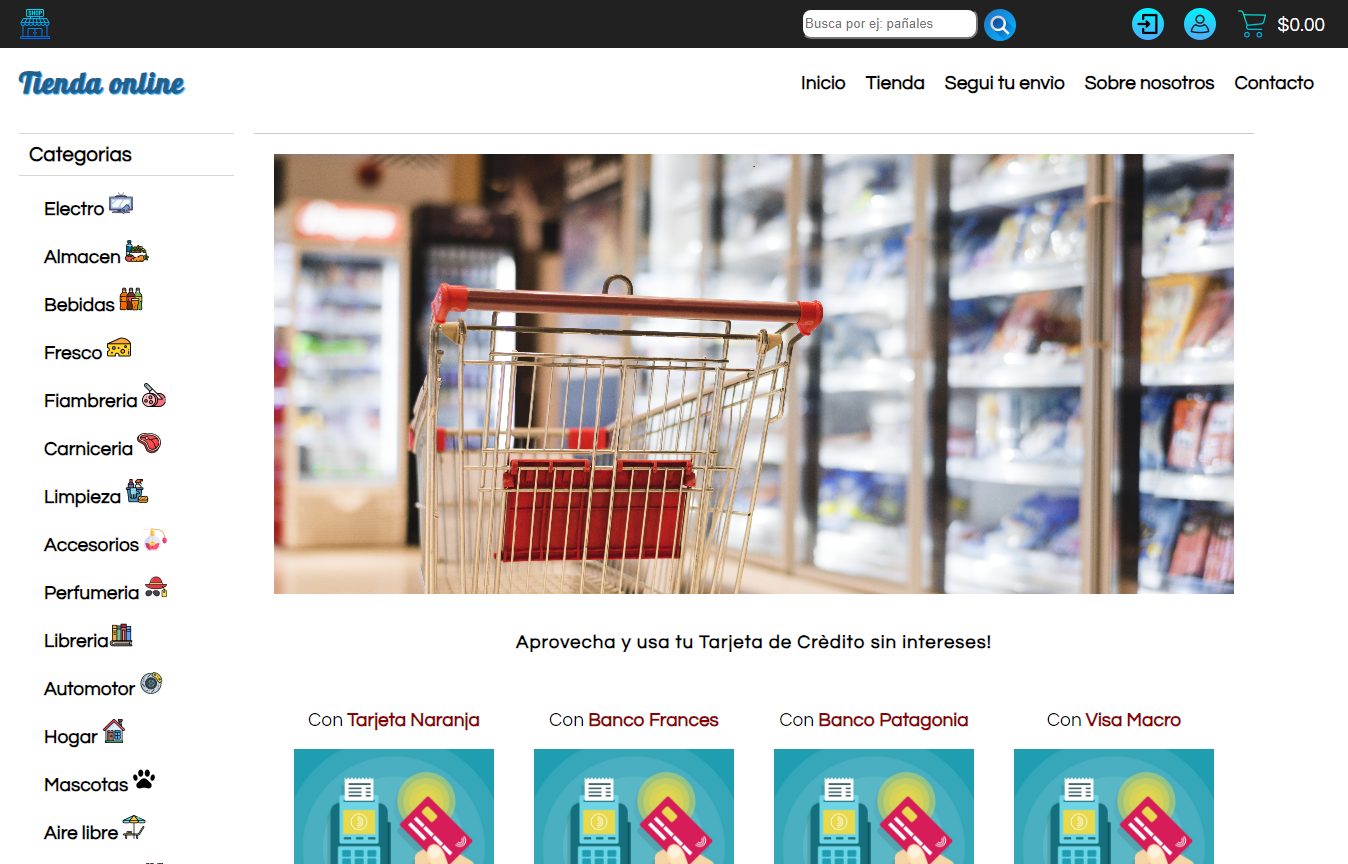 SHOP
Busca por ej: pañales
$0.00
Tienda online
Inicio Tienda Segui tu envìo Sobre nosotros Contacto
Categorias
Electro
Almacen
Bebidas
Fresco
Fiambreria
Carniceria
Limpieza
Accesorios
Perfumeria
Libreria
Automotor
Hogar
Mascotas
Aire libre
Aprovecha y usa tu Tarjeta de Crèdito sin intereses!
Con Tarjeta Naranja
Con Banco Frances
Con Banco Patagonia
Con Visa Macro